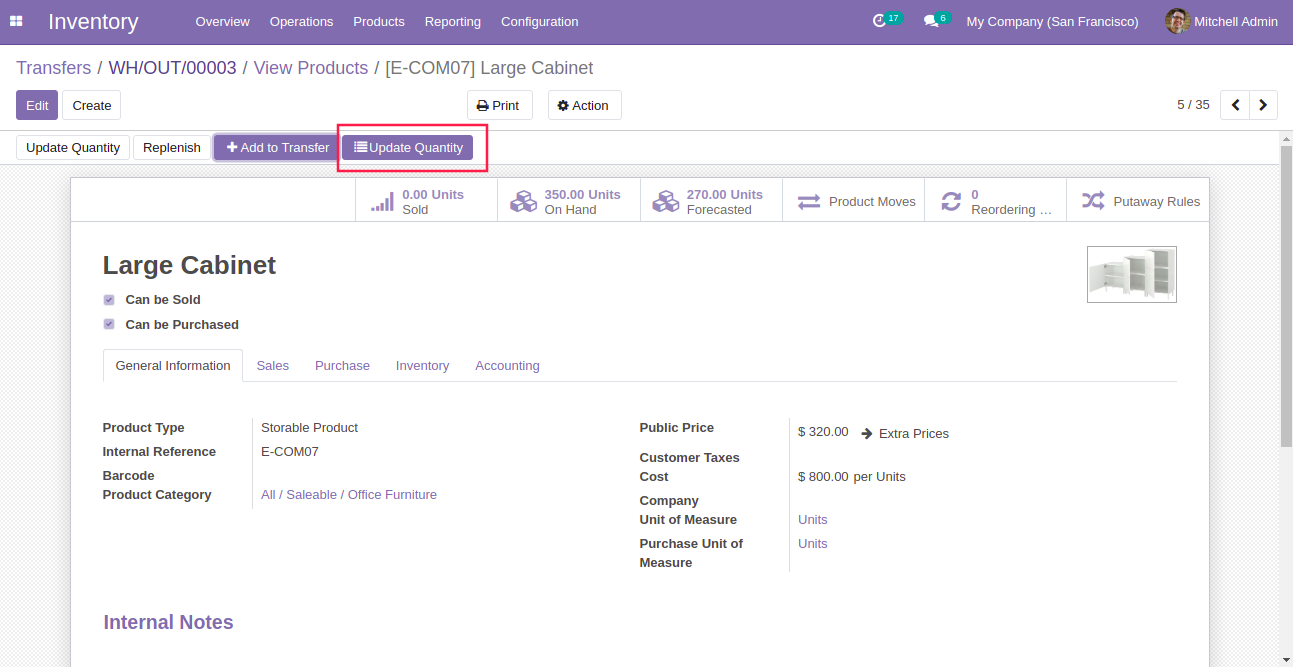 Inventory Overview Operations Products Reporting Configuration 17 6 My Company (San Francisco) Mitchell Admin
Transfers / WH/OUT/00003 / View Products / [E-COM07] Large Cabinet
Edit Create Print Action 5 / 35
Update Quantity Replenish Add to Transfer Update Quantity
0.00 Units
Sold
350.00 Units
On Hand
270.00 Units
Forecasted
Product Moves
0
Reordering ...
Putaway Rules
Large Cabinet
Can be Sold
Can be Purchased
General Information Sales Purchase Inventory Accounting
Product Type Storable Product
Internal Reference E-COM07
Barcode
Product Category All / Saleable / Office Furniture
Public Price $ 320.00 Extra Prices
Customer Taxes
Cost $ 800.00 per Units
Company
Unit of Measure Units
Purchase Unit of Units
Measure
Internal Notes